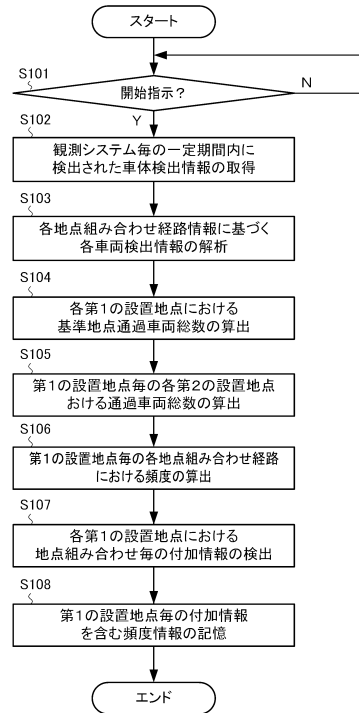 スタート
S101
開始指示？
N
Y
S102
観測システム毎の一定期間内に
検出された車体検出情報の取得
S103
各地点組み合わせ経路情報に基づく
各車両検出情報の解析
S104
各第１の設置地点における
基準地点通過車両総数の算出
S105
第１の設置地点毎の各第２の設置地点
おける通過車両総数の算出
S106
第１の設置地点毎の各地点組み合わせ経路
における頻度の算出
S107
各第１の設置地点における
地点組み合わせ毎の付加情報の検出
S108
第１の設置地点毎の付加情報
を含む頻度情報の記憶
エンド